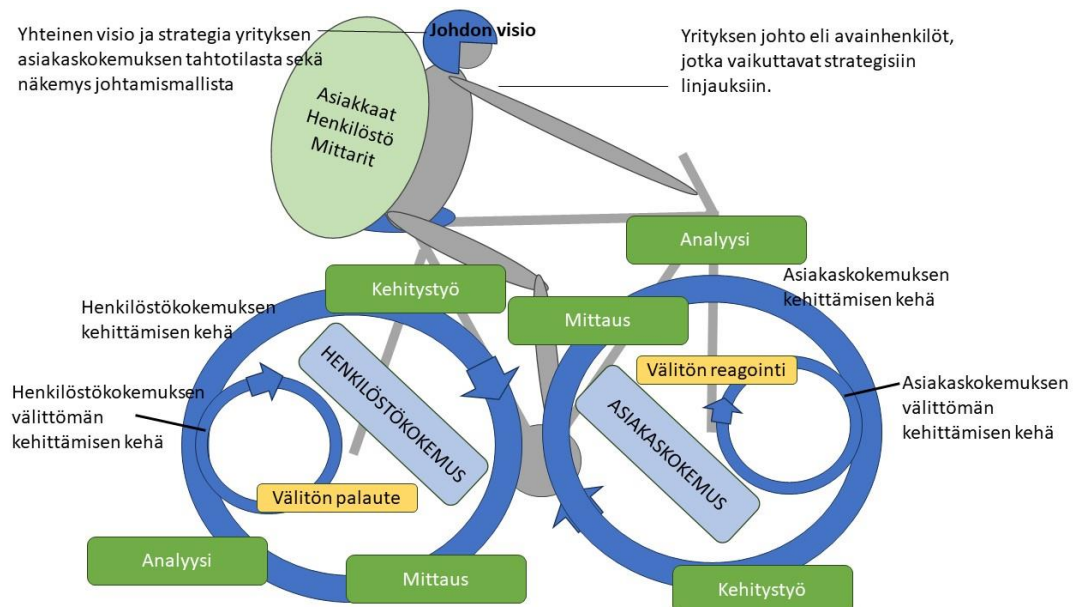 Yhteinen visio ja strategia yrityksen
asiakaskokemuksen tahtotilasta sekä
näkemys johtamismallista
Johdon visio
Yrityksen johto eli avainhenkilöt,
jotka vaikuttavat strategisiin
linjauksiin.
Asiakkaat
Henkilöstö
Mittarit
Analyysi
Kehitystyö
Asiakaskokemuksen
kehittämisen kehä
Henkilöstökokemuksen
kehittämisen kehä
Mittaus
HENKILÖSTÖKOKEMUS
Välitön reagointi
Henkilöstökokemuksen
välittömän
kehittämisen kehä
ASIAKASKOKEMUS
Asiakaskokemuksen
välittömän
kehittämisen kehä
Välitön palaute
Analyysi
Mittaus
Kehitystyö